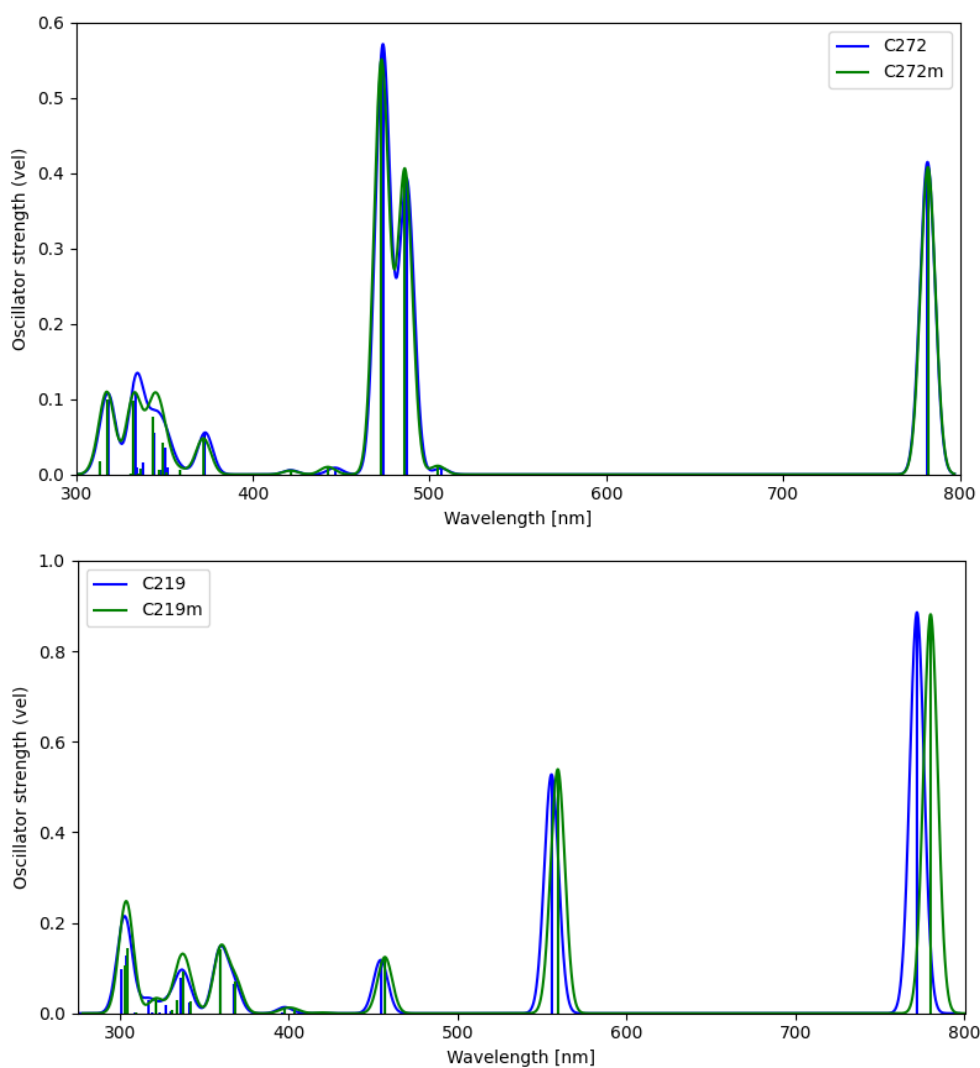 0.6
0.5
0.4
0.3
0.2
0.1
0.0
Oscillator strength (vel)
C272
C272m
300 400 500 600 700 800
Wavelength [nm]
1.0
0.8
0.6
0.4
0.2
0.0
Oscillator strength (vel)
C219
C219m
300 400 500 600 700 800
Wavelength [nm]